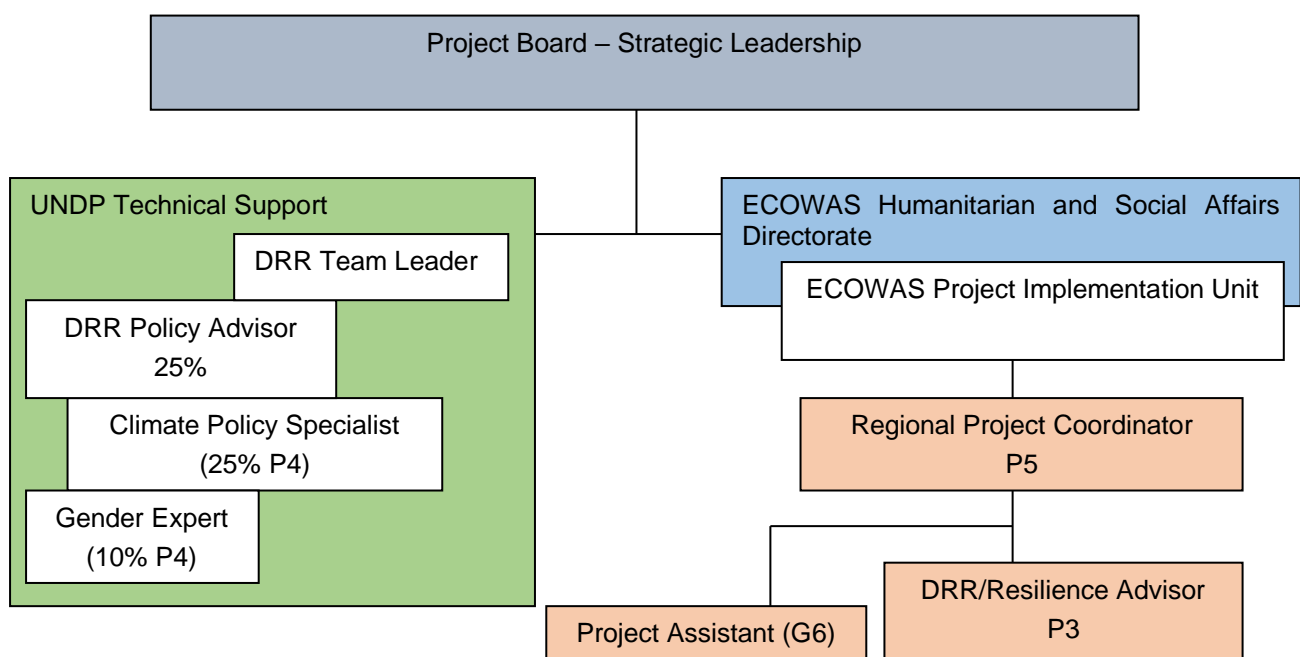 Project Board – Strategic Leadership
UNDP Technical Support
DRR Team Leader
DRR Policy Advisor
25%
Climate Policy Specialist
(25% P4)
Gender Expert
(10% P4)
ECOWAS Humanitarian and Social Affairs
Directorate
ECOWAS Project Implementation Unit
Regional Project Coordinator
P5
Project Assistant (G6)
DRR/Resilience Advisor
P3